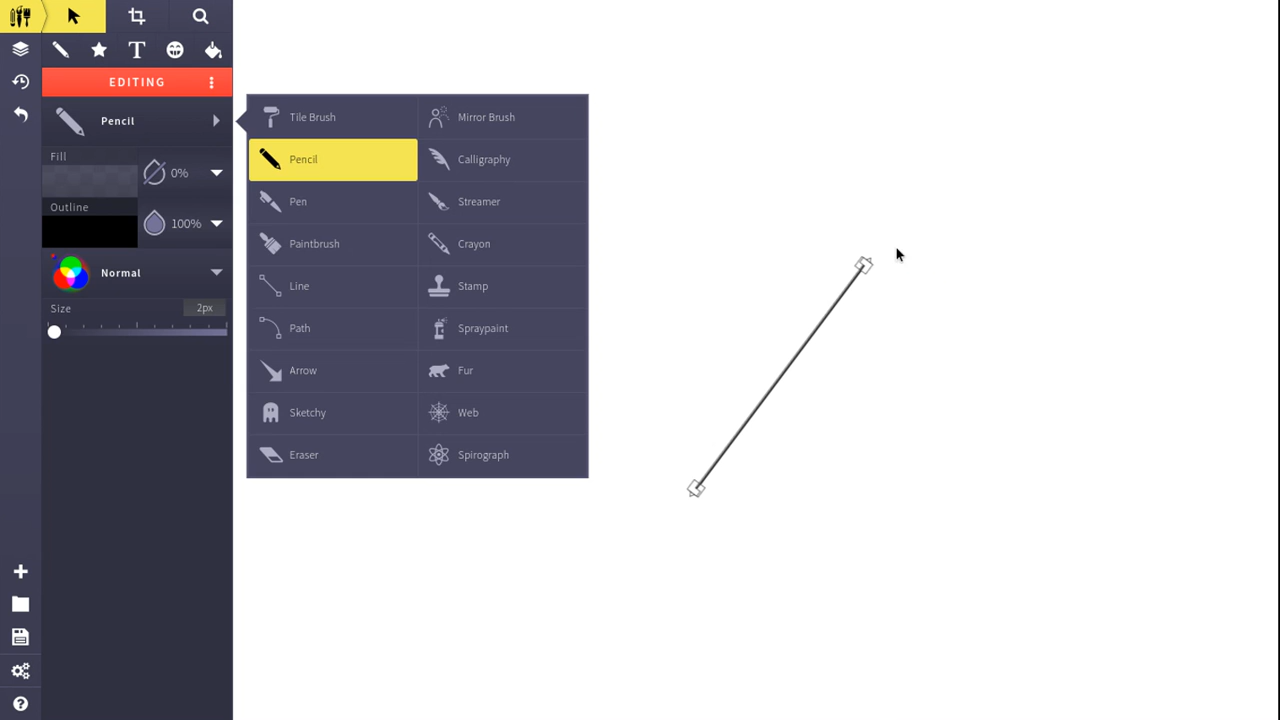 EDITING
Pencil
Fill
0%
Outline
100%
Normal
Size 2px
Tile Brush Mirror Brush
Pencil Calligraphy
Pen Streamer
Paintbrush Crayon
Line Stamp
Path Spraypaint
Arrow Fur
Sketchy Web
Eraser Spirograph